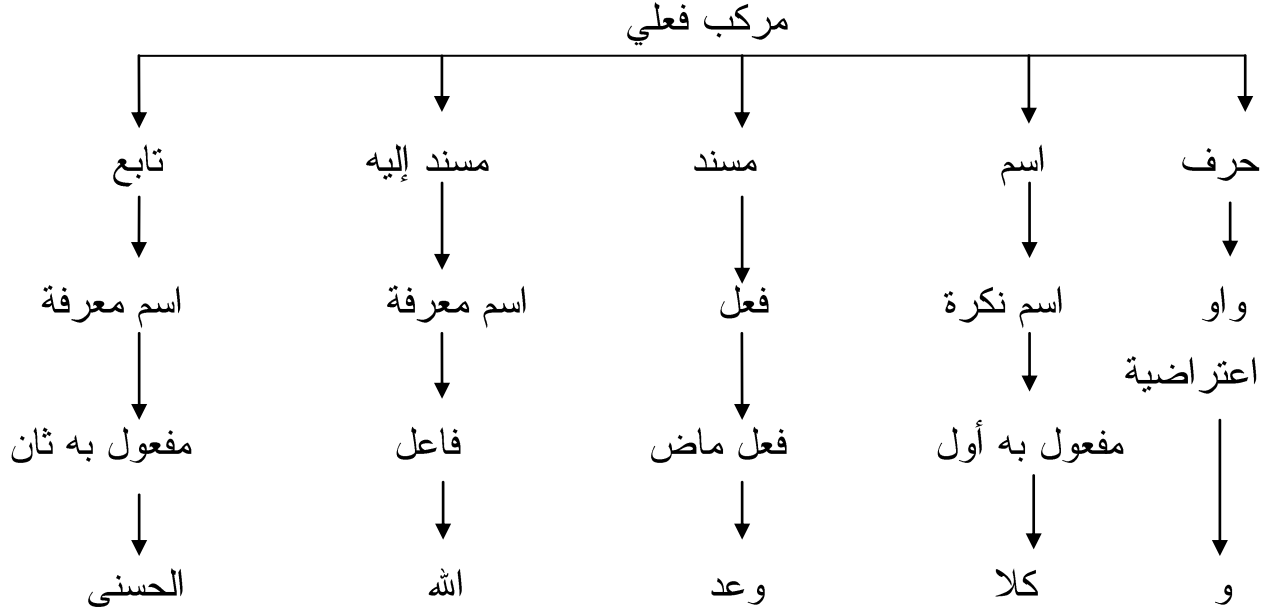 مركب فعلي
حرف اسم مسند مسند إليه تابع
واو اسم نكرة فعل اسم معرفة اسم معرفة
اعتراضية
مفعول به أول فعل ماض فاعل مفعول به ثان
و كلا وعد الله الحسنى